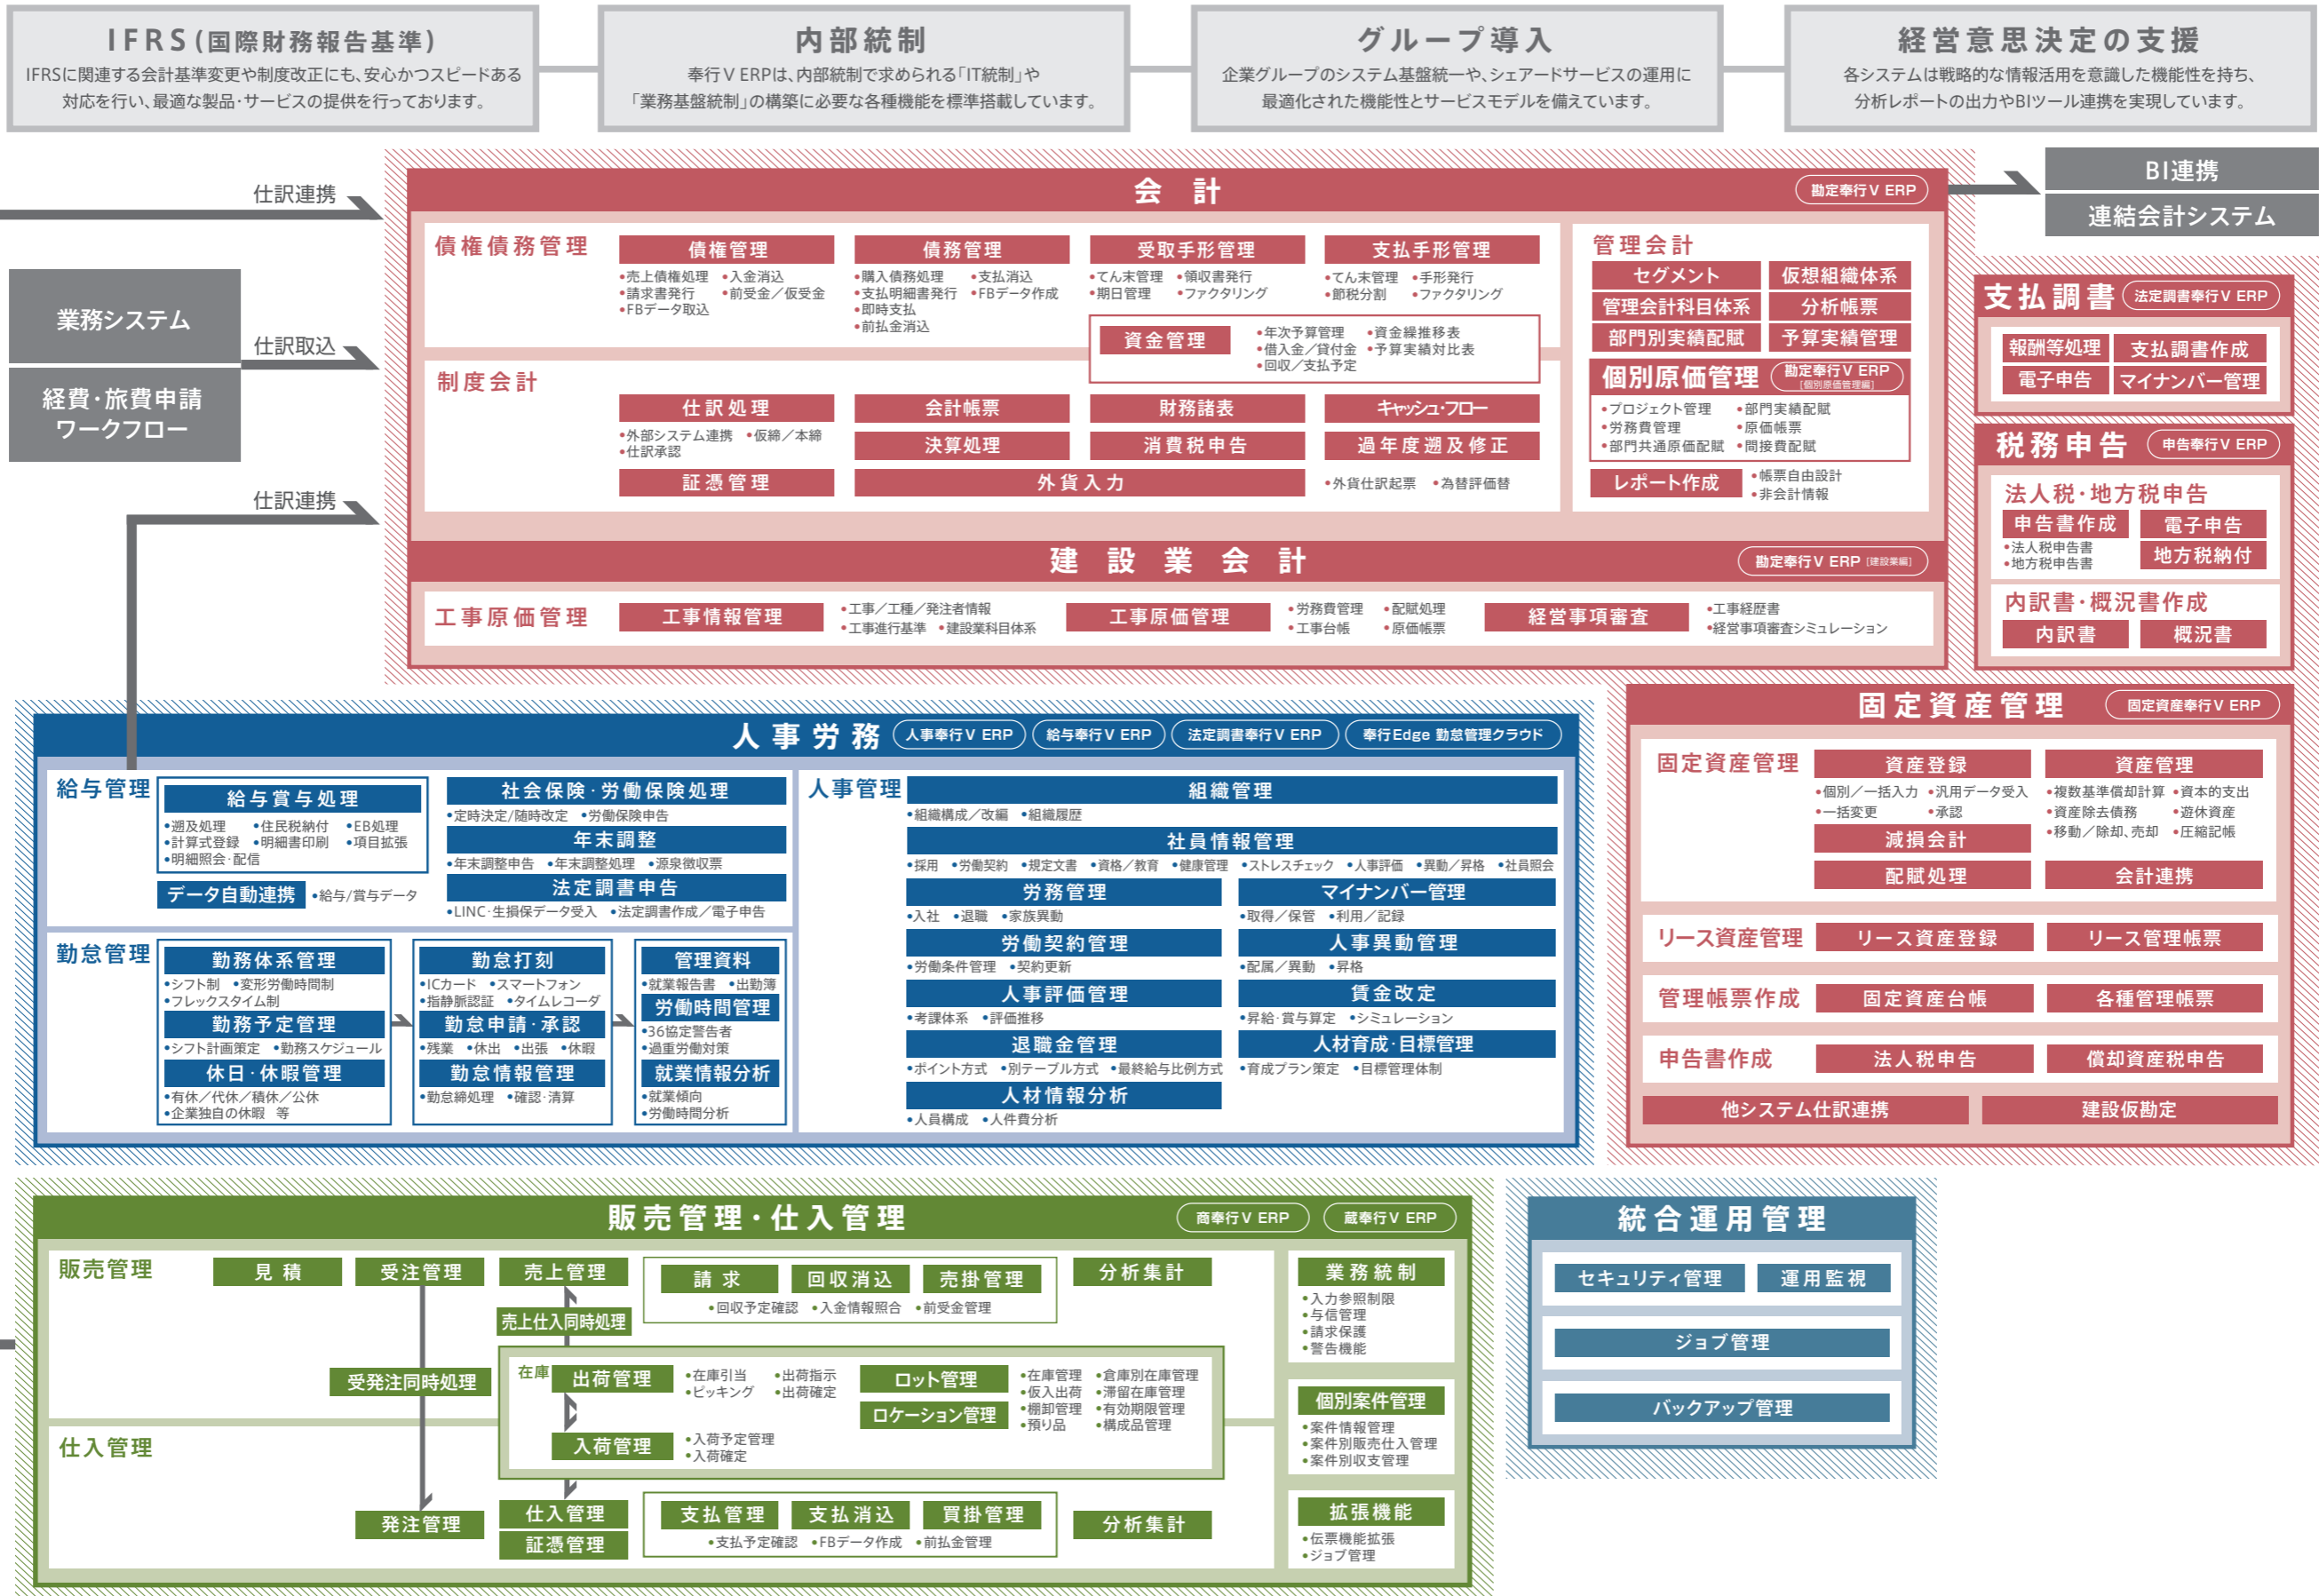 IFRS(国際財務報告基準)
IFRSに関連する会計基準変更や制度改正にも、安心かつスピードある
対応を行い、最適な製品・サービスの提供を行っております。
内部統制
奉行V ERPは、内部統制で求められる「IT統制」や
「業務基盤統制」の構築に必要な各種機能を標準搭載しています。
グループ導入
企業グループのシステム基盤統一や、シェアードサービスの運用に
最適化された機能性とサービスモデルを備えています。
経営意思決定の支援
各システムは戦略的な情報活用を意識した機能性を持ち、
分析レポートの出力やBIツール連携を実現しています。
仕訳連携
業務システム
仕訳取込
経費・旅費申請
ワークフロー
仕訳連携
BI連携
連結会計システム
会計
勘定奉行V ERP
債権債務管理
債権管理
•売上債権処理 •入金消込
•請求書発行 •前受金／仮受金
•FBデータ取込
債務管理
•購入債務処理 •支払消込
•支払明細書発行 •FBデータ作成
•即時支払
•前払金消込
受取手形管理
•てん末管理 •領収書発行
•期日管理 •ファクタリング
支払手形管理
•てん末管理 •手形発行
•節税分割 •ファクタリング
資金管理
•年次予算管理 •資金繰推移表
•借入金／貸付金 •予算実績対比表
•回収／支払予定
制度会計
仕訳処理
•外部システム連携 •仮締／本締
•仕訳承認
会計帳票
財務諸表
キャッシュ・フロー
決算処理
消費税申告
過年度遡及修正
証憑管理
外貨入力
•外貨仕訳起票 •為替評価替
管理会計
セグメント
仮想組織体系
管理会計科目体系
分析帳票
部門別実績配賦
予算実績管理
個別原価管理
勘定奉行V ERP
[個別原価管理編]
•プロジェクト管理 •部門実績配賦
•労務費管理 •原価帳票
•部門共通原価配賦 •間接費配賦
レポート作成
•帳票自由設計
•非会計情報
建設業会計
勘定奉行V ERP [建設業編]
工事原価管理
工事情報管理
•工事／工種／発注者情報
•工事進行基準 •建設業科目体系
工事原価管理
•労務費管理 •配賦処理
•工事台帳 •原価帳票
経営事項審査
•工事経歴書
•経営事項審査シミュレーション
支払調書
法定調書奉行V ERP
報酬等処理
支払調書作成
電子申告
マイナンバー管理
税務申告
申告奉行V ERP
法人税・地方税申告
申告書作成
電子申告
•法人税申告書
•地方税申告書
地方税納付
内訳書・概況書作成
内訳書
概況書
人事労務
人事奉行V ERP
給与奉行V ERP
法定調書奉行V ERP
奉行Edge 勤怠管理クラウド
給与管理
給与賞与処理
•遡及処理 •住民税納付 •EB処理
•計算式登録 •明細書印刷 •項目拡張
•明細照会・配信
データ自動連携
•給与/賞与データ
社会保険・労働保険処理
•定時決定/随時改定 •労働保険申告
年末調整
•年末調整申告 •年末調整処理 •源泉徴収票
法定調書申告
•LINC・生損保データ受入 •法定調書作成／電子申告
勤怠管理
勤務体系管理
•シフト制 •変形労働時間制
•フレックスタイム制
勤務予定管理
•シフト計画策定 •勤務スケジュール
休日・休暇管理
•有休／代休／積休／公休
•企業独自の休暇 等
勤怠打刻
•ICカード •スマートフォン
•指静脈認証 •タイムレコーダ
勤怠申請・承認
•残業 •休出 •出張 •休暇
勤怠情報管理
•勤怠締処理 •確認・清算
管理資料
•就業報告書 •出勤簿
労働時間管理
•36協定警告者
•過重労働対策
就業情報分析
•就業傾向
•労働時間分析
人事管理
組織管理
•組織構成／改編 •組織履歴
社員情報管理
•採用 •労働契約 •規定文書 •資格／教育 •健康管理 •ストレスチェック •人事評価 •異動／昇格 •社員照会
労務管理
•入社 •退職 •家族異動
マイナンバー管理
•取得／保管 •利用／記録
労働契約管理
•労働条件管理 •契約更新
人事異動管理
•配属／異動 •昇格
人事評価管理
•考課体系 •評価推移
賃金改定
•昇給・賞与算定 •シミュレーション
退職金管理
•ポイント方式 •別テーブル方式 •最終給与比例方式
人材育成・目標管理
•育成プラン策定 •目標管理体制
人材情報分析
•人員構成 •人件費分析
固定資産管理
固定資産奉行V ERP
固定資産管理
資産登録
•個別／一括入力 •汎用データ受入
•一括変更 •承認
資産管理
•複数基準償却計算 •資本的支出
•資産除去債務 •遊休資産
•移動／除却、売却 •圧縮記帳
減損会計
配賦処理
会計連携
リース資産管理
リース資産登録
リース管理帳票
管理帳票作成
固定資産台帳
各種管理帳票
申告書作成
法人税申告
償却資産税申告
他システム仕訳連携
建設仮勘定
販売管理・仕入管理
商奉行V ERP
蔵奉行V ERP
販売管理
見積
受注管理
売上管理
請求
回収消込
売掛管理
•回収予定確認 •入金情報照合 •前受金管理
分析集計
売上仕入同時処理
受発注同時処理
在庫
出荷管理
•在庫引当 •出荷指示
•ピッキング •出荷確定
ロット管理
ロケーション管理
•在庫管理 •倉庫別在庫管理
•仮入出荷 •滞留在庫管理
•棚卸管理 •有効期限管理
•預り品 •構成品管理
入荷管理
•入荷予定管理
•入荷確定
仕入管理
発注管理
仕入管理
証憑管理
支払管理
支払消込
買掛管理
•支払予定確認 •FBデータ作成 •前払金管理
分析集計
業務統制
•入力参照制限
•与信管理
•請求保護
•警告機能
個別案件管理
•案件情報管理
•案件別販売仕入管理
•案件別収支管理
拡張機能
•伝票機能拡張
•ジョブ管理
統合運用管理
セキュリティ管理
運用監視
ジョブ管理
バックアップ管理